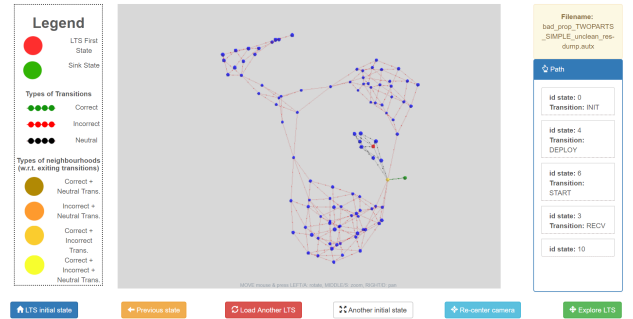 Legend
LTS First
State
Sink State
Types of Transitions
Correct
Incorrect
Neutral
Types of neighbourhoods
(w.r.t. exiting transitions)
Correct +
Neutral Trans.
Incorrect +
Neutral Trans.
Correct +
Incorrect
Trans.
Correct +
Incorrect +
Neutral Trans.
Filename:
bad_prop_TWOPARTS
_SIMPLE_unclean_res-
dump.autx
Path
id state: 0
Transition: INIT
id state: 4
Transition:
DEPLOY
id state: 6
Transition:
START
id state: 3
Transition: RECV
id state: 10
LTS initial state
Previous state
Load Another LTS
Another initial state
Re-center camera
Explore LTS